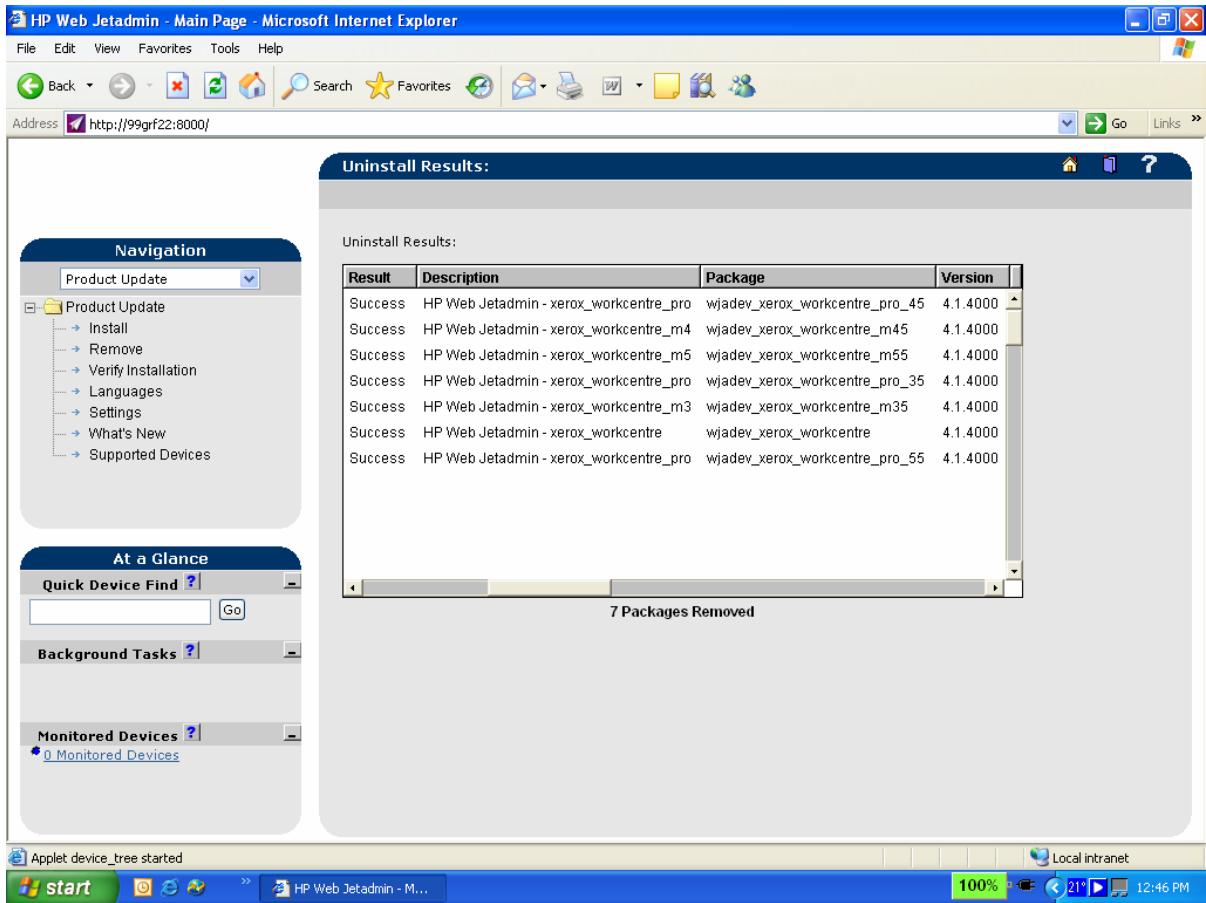 HP Web Jetadmin - Main Page - Microsoft Internet Explorer
File Edit View Favorites Tools Help
Back Search Favorites
Address http://99grf22:8000/ Go Links »
Uninstall Results: ?
Navigation
Product Update
Product Update
Install
Remove
Verify Installation
Languages
Settings
What's New
Supported Devices
At a Glance
Quick Device Find ?
Go
Background Tasks ?
Monitored Devices ?
0 Monitored Devices
Uninstall Results:
Result Description Package Version
Success HP Web Jetadmin - xerox_workcentre_pro wjadev_xerox_workcentre_pro_45 4.1.4000
Success HP Web Jetadmin - xerox_workcentre_m4 wjadev_xerox_workcentre_m45 4.1.4000
Success HP Web Jetadmin - xerox_workcentre_m5 wjadev_xerox_workcentre_m55 4.1.4000
Success HP Web Jetadmin - xerox_workcentre_pro wjadev_xerox_workcentre_pro_35 4.1.4000
Success HP Web Jetadmin - xerox_workcentre_m3 wjadev_xerox_workcentre_m35 4.1.4000
Success HP Web Jetadmin - xerox_workcentre wjadev_xerox_workcentre 4.1.4000
Success HP Web Jetadmin - xerox_workcentre_pro wjadev_xerox_workcentre_pro_55 4.1.4000
7 Packages Removed
Applet device_tree started Local intranet
start » HP Web Jetadmin - M... 100% 21° 12:46 PM